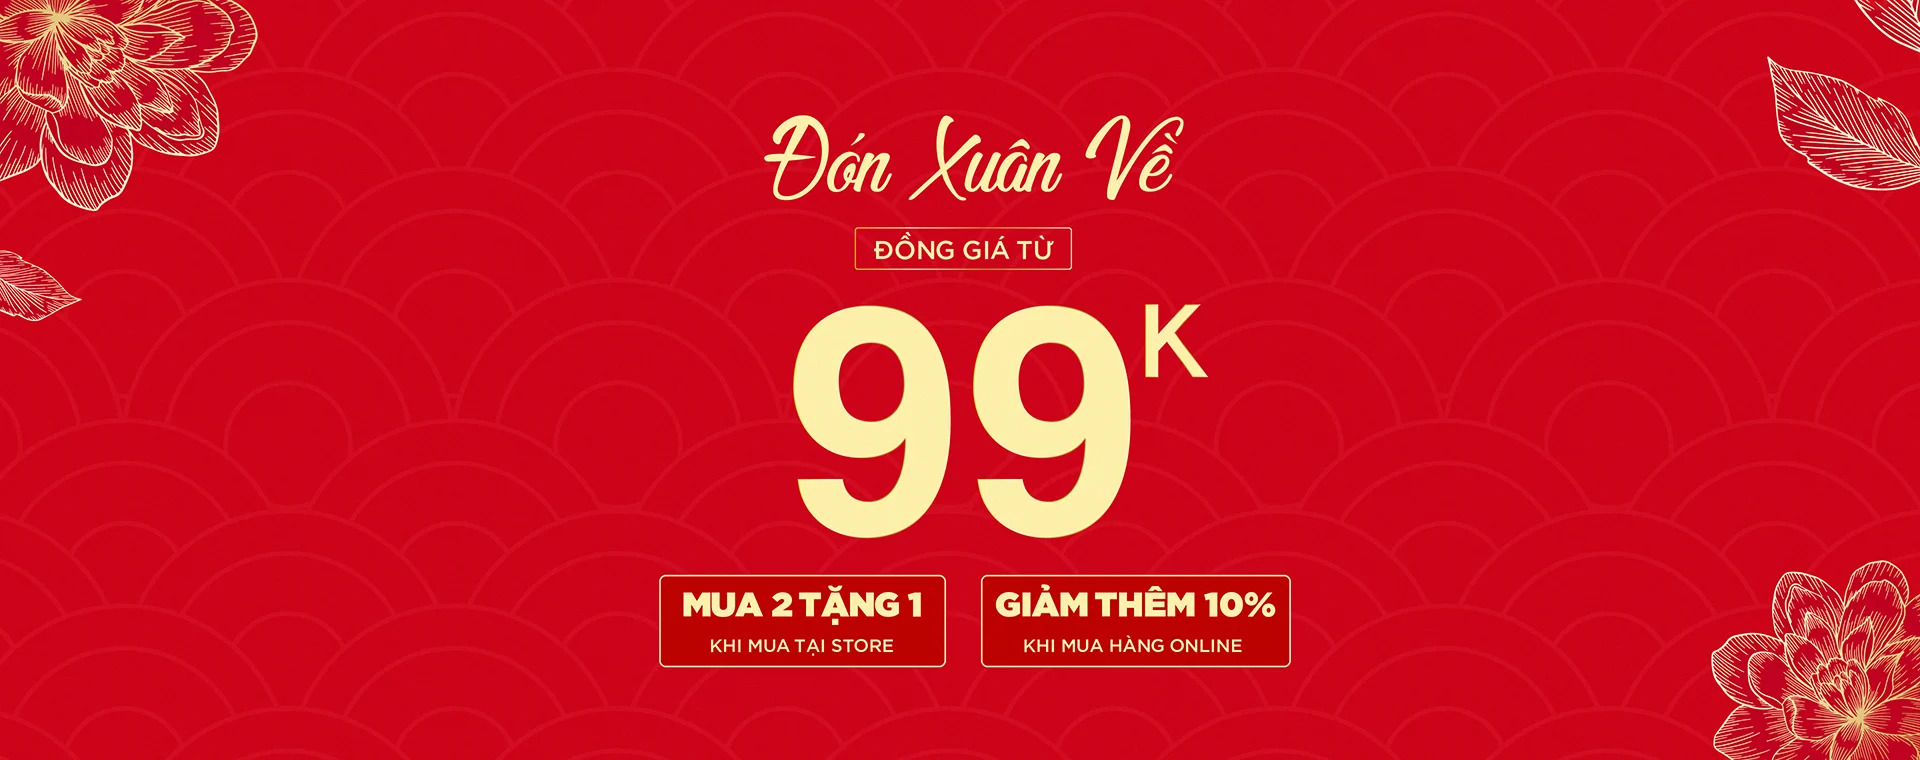 Đón Xuân Về
ĐỒNG GIÁ TỪ
99K
MUA 2 TẶNG 1
KHI MUA TẠI STORE
GIẢM THÊM 10%
KHI MUA HÀNG ONLINE